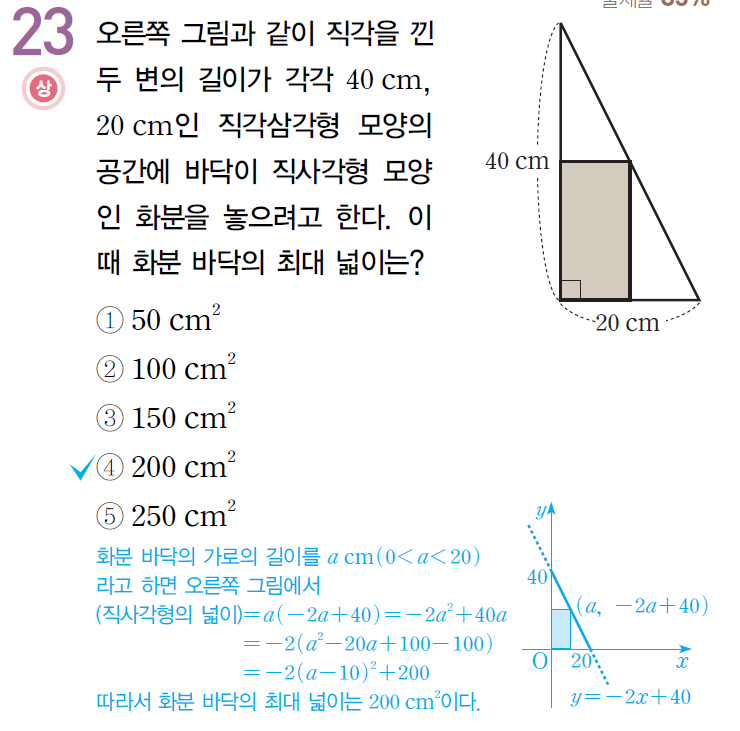 23
상
오른쪽 그림과 같이 직각을 낀
두 변의 길이가 각각 40 cm,
20 cm인 직각삼각형 모양의
공간에 바닥이 직사각형 모양
인 화분을 놓으려고 한다. 이
때 화분 바닥의 최대 넓이는?
40 cm
20 cm
① 50 cm²
② 100 cm²
③ 150 cm²
④ 200 cm²
⑤ 250 cm²
화분 바닥의 가로의 길이를 a cm(0<a<20)
라고 하면 오른쪽 그림에서
(직사각형의 넓이)=a(-2a+40)=-2a²+40a
=-2(a²-20a+100-100)
=-2(a-10)²+200
따라서 화분 바닥의 최대 넓이는 200 cm²이다.
y
40
(a, -2a+40)
O 20 x
y=-2x+40